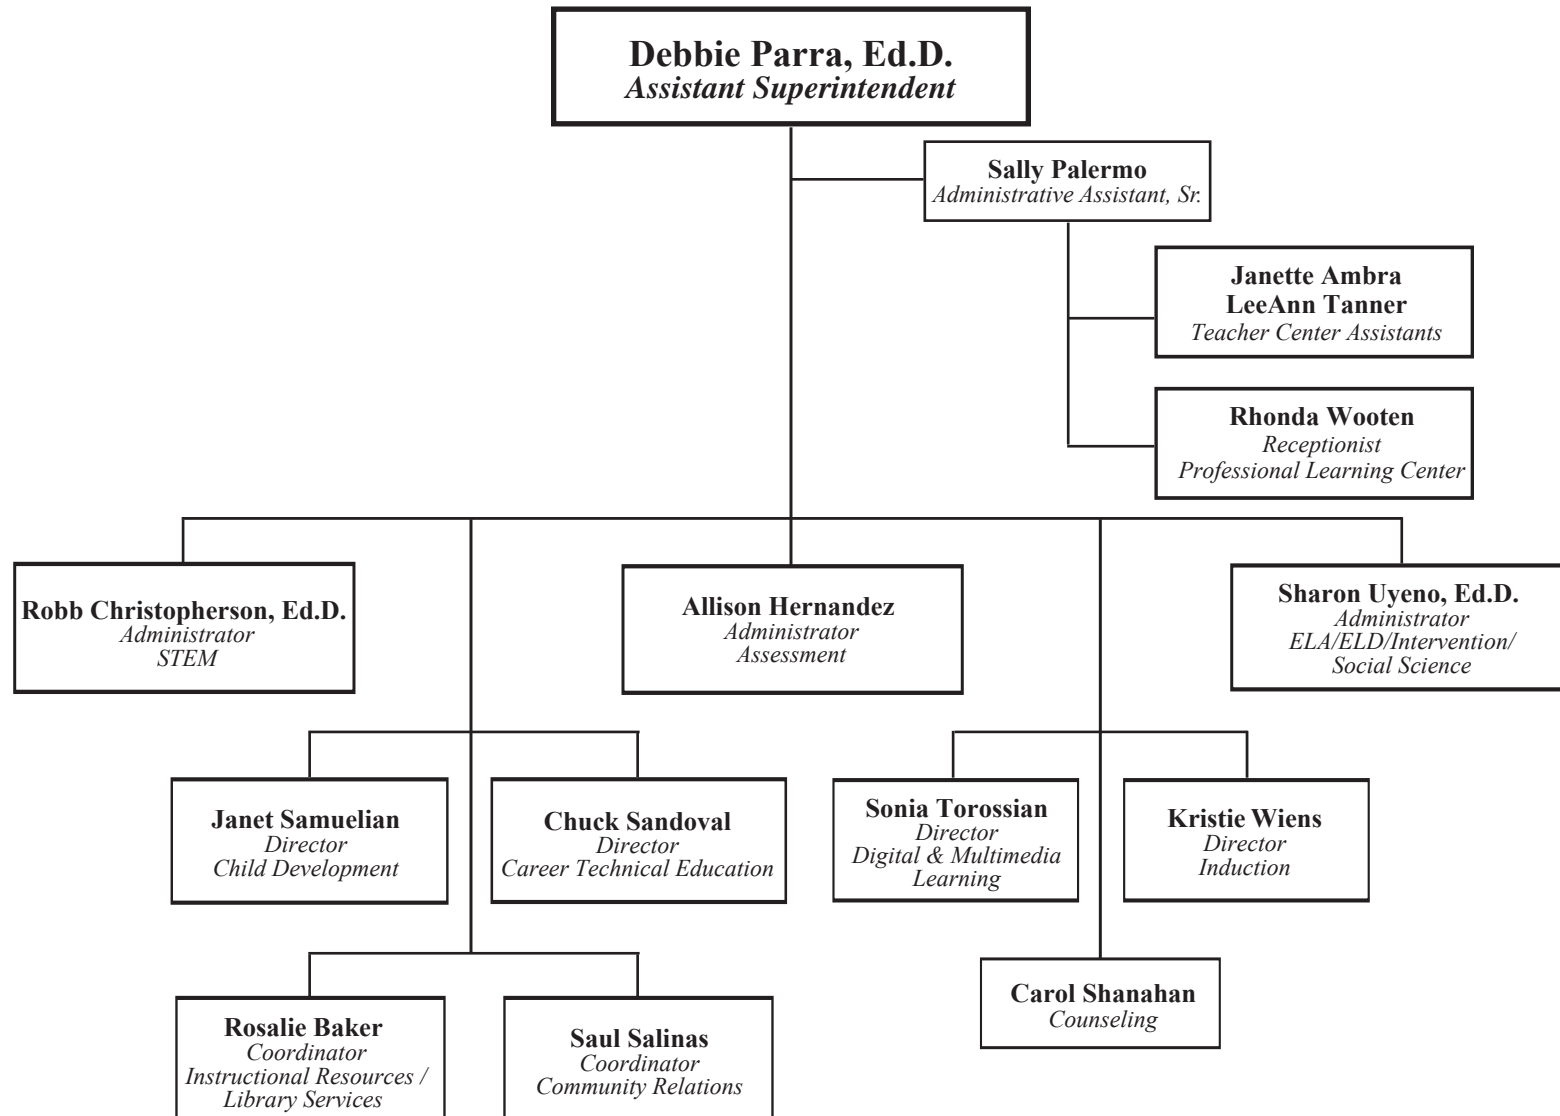 Debbie Parra, Ed.D.
Assistant Superintendent
Sally Palermo
Administrative Assistant, Sr.
Janette Ambra
LeeAnn Tanner
Teacher Center Assistants
Rhonda Wooten
Receptionist
Professional Learning Center
Robb Christopherson, Ed.D.
Administrator
STEM
Allison Hernandez
Administrator
Assessment
Sharon Uyeno, Ed.D.
Administrator
ELA/ELD/Intervention/
Social Science
Janet Samuelian
Director
Child Development
Chuck Sandoval
Director
Career Technical Education
Sonia Torossian
Director
Digital & Multimedia
Learning
Kristie Wiens
Director
Induction
Rosalie Baker
Coordinator
Instructional Resources /
Library Services
Saul Salinas
Coordinator
Community Relations
Carol Shanahan
Counseling